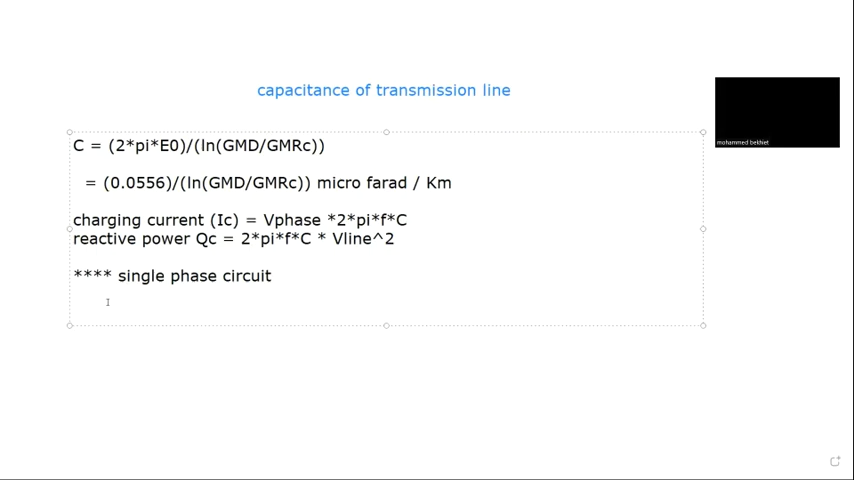 capacitance of transmission line
C = (2*pi*E0)/(ln(GMD/GMRc))
= (0.0556)/(ln(GMD/GMRc)) micro farad / Km
charging current (Ic) = Vphase *2*pi*f*C
reactive power Qc = 2*pi*f*C * Vline^2
**** single phase circuit
mohammed bekhiet